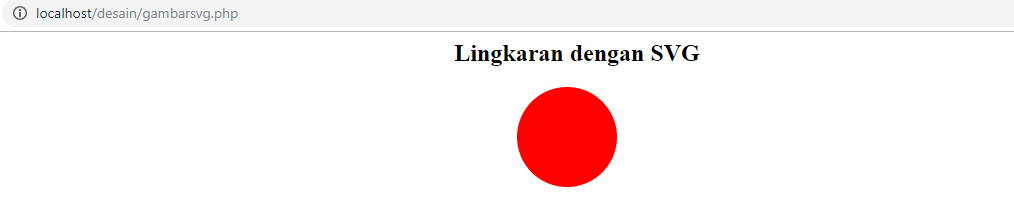 localhost/desain/gambarsvg.php
Lingkaran dengan SVG